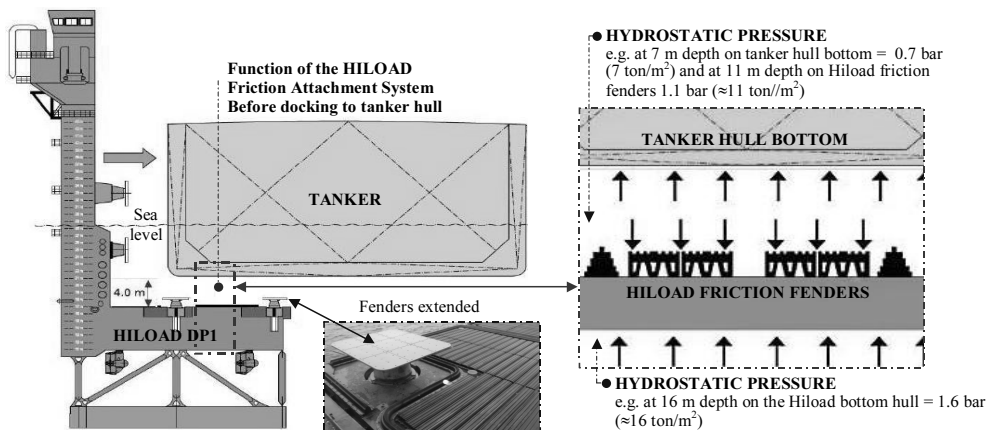 Function of the HILOAD
Friction Attachment System
Before docking to tanker hull
TANKER
Sea
level
4.0 m
HILOAD DP1
Fenders extended
HYDROSTATIC PRESSURE
e.g. at 7 m depth on tanker hull bottom = 0.7 bar
(7 ton/m²) and at 11 m depth on Hiload friction
fenders 1.1 bar (≈11 ton//m²)
TANKER HULL BOTTOM
HILOAD FRICTION FENDERS
HYDROSTATIC PRESSURE
e.g. at 16 m depth on the Hiload bottom hull = 1.6 bar
(≈16 ton/m²)